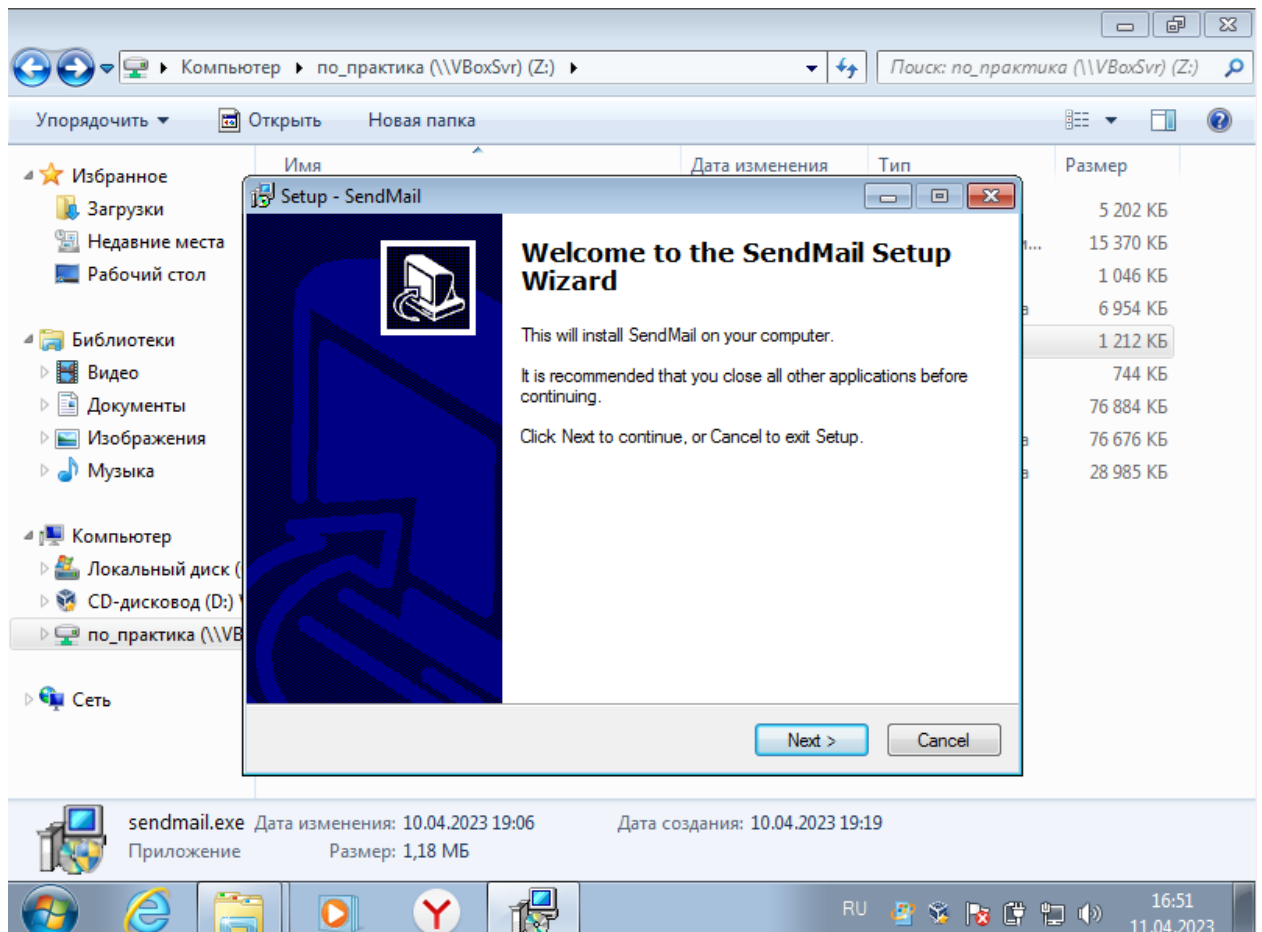 Компьютер ▸ по_практика (\\VBoxSvr) (Z:) ▸
Поиск: по_практика (\\VBoxSvr) (Z:)
Упорядочить Открыть Новая папка
Имя Дата изменения Тип Размер
Избранное
Загрузки
Недавние места
Рабочий стол
Библиотеки
Видео
Документы
Изображения
Музыка
Компьютер
Локальный диск (
CD-дисковод (D:)
по_практика (\\VB
Сеть
Setup - SendMail
Welcome to the SendMail Setup
Wizard
This will install SendMail on your computer.
It is recommended that you close all other applications before
continuing.
Click Next to continue, or Cancel to exit Setup.
Next >
Cancel
5 202 КБ
15 370 КБ
1 046 КБ
6 954 КБ
1 212 КБ
744 КБ
76 884 КБ
76 676 КБ
28 985 КБ
sendmail.exe Дата изменения: 10.04.2023 19:06 Дата создания: 10.04.2023 19:19
Приложение Размер: 1,18 МБ
RU
16:51
11.04.2023